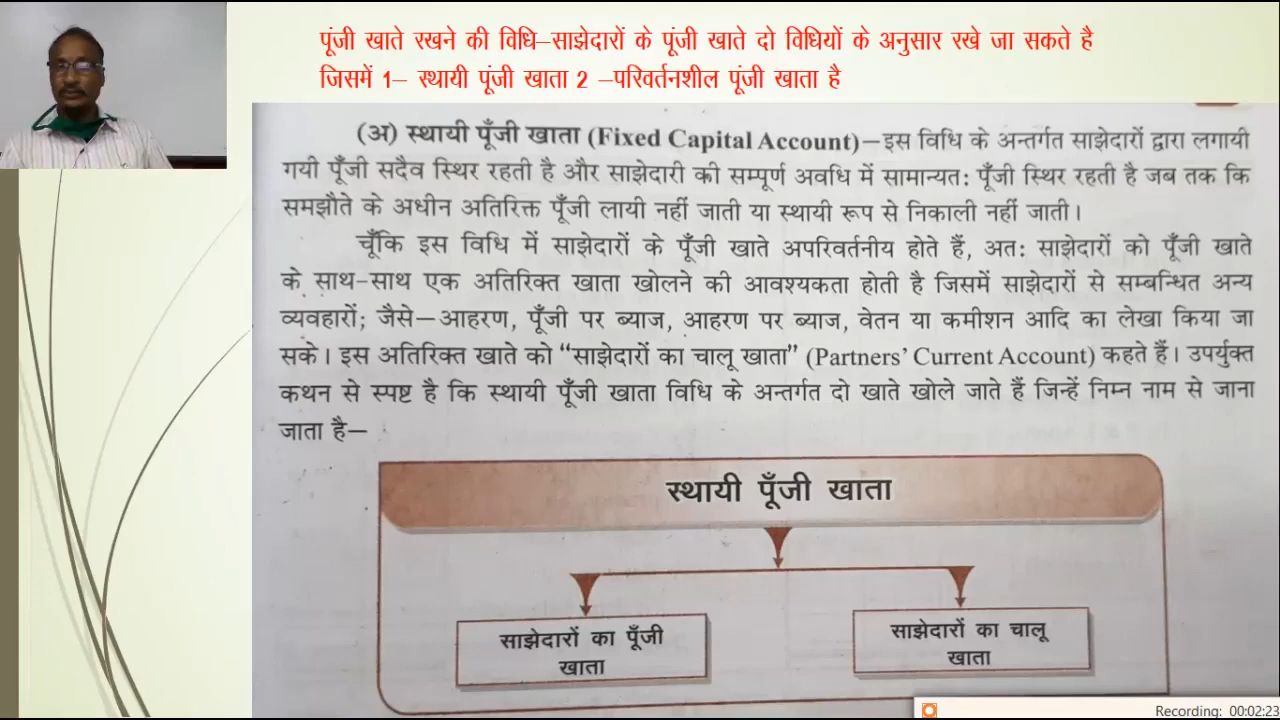 पूंजी खाते रखने की विधि–साझेदारों के पूंजी खाते दो विधियों के अनुसार रखे जा सकते है
जिसमें 1– स्थायी पूंजी खाता 2 –परिवर्तनशील पूंजी खाता है
(अ) स्थायी पूँजी खाता (Fixed Capital Account)—इस विधि के अन्तर्गत साझेदारों द्वारा लगायी
गयी पूँजी सदैव स्थिर रहती है और साझेदारी की सम्पूर्ण अवधि में सामान्यतः पूँजी स्थिर रहती है जब तक कि
समझौते के अधीन अतिरिक्त पूँजी लायी नहीं जाती या स्थायी रूप से निकाली नहीं जाती।
चूँकि इस विधि में साझेदारों के पूँजी खाते अपरिवर्तनीय होते हैं, अतः साझेदारों को पूँजी खाते
के साथ-साथ एक अतिरिक्त खाता खोलने की आवश्यकता होती है जिसमें साझेदारों से सम्बन्धित अन्य
व्यवहारों; जैसे—आहरण, पूँजी पर ब्याज, आहरण पर ब्याज, वेतन या कमीशन आदि का लेखा किया जा
सके। इस अतिरिक्त खाते को “साझेदारों का चालू खाता” (Partners’ Current Account) कहते हैं। उपर्युक्त
कथन से स्पष्ट है कि स्थायी पूँजी खाता विधि के अन्तर्गत दो खाते खोले जाते हैं जिन्हें निम्न नाम से जाना
जाता है—
स्थायी पूँजी खाता
साझेदारों का पूँजी
खाता
साझेदारों का चालू
खाता
Recording: 00:02:23